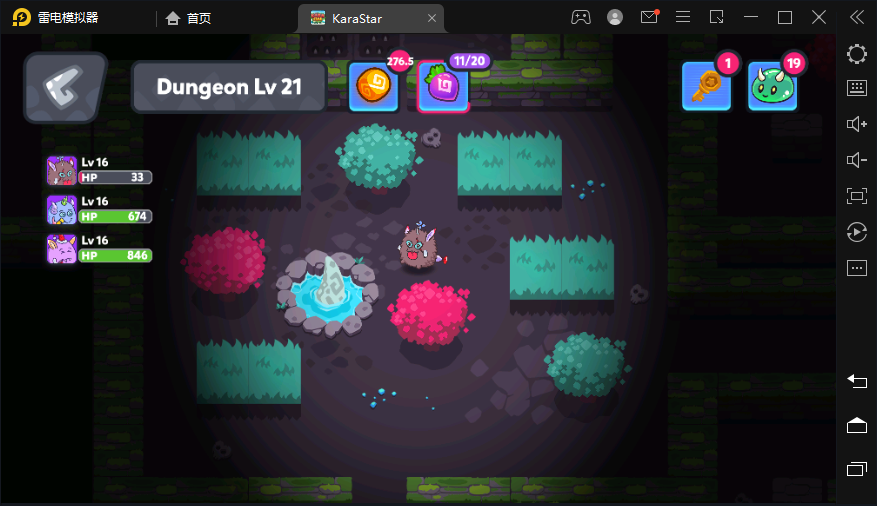 雷电模拟器
首页
KaraStar
Dungeon Lv 21
276.5
11/20
1
19
Lv 16
HP 33
Lv 16
HP 674
Lv 16
HP 846